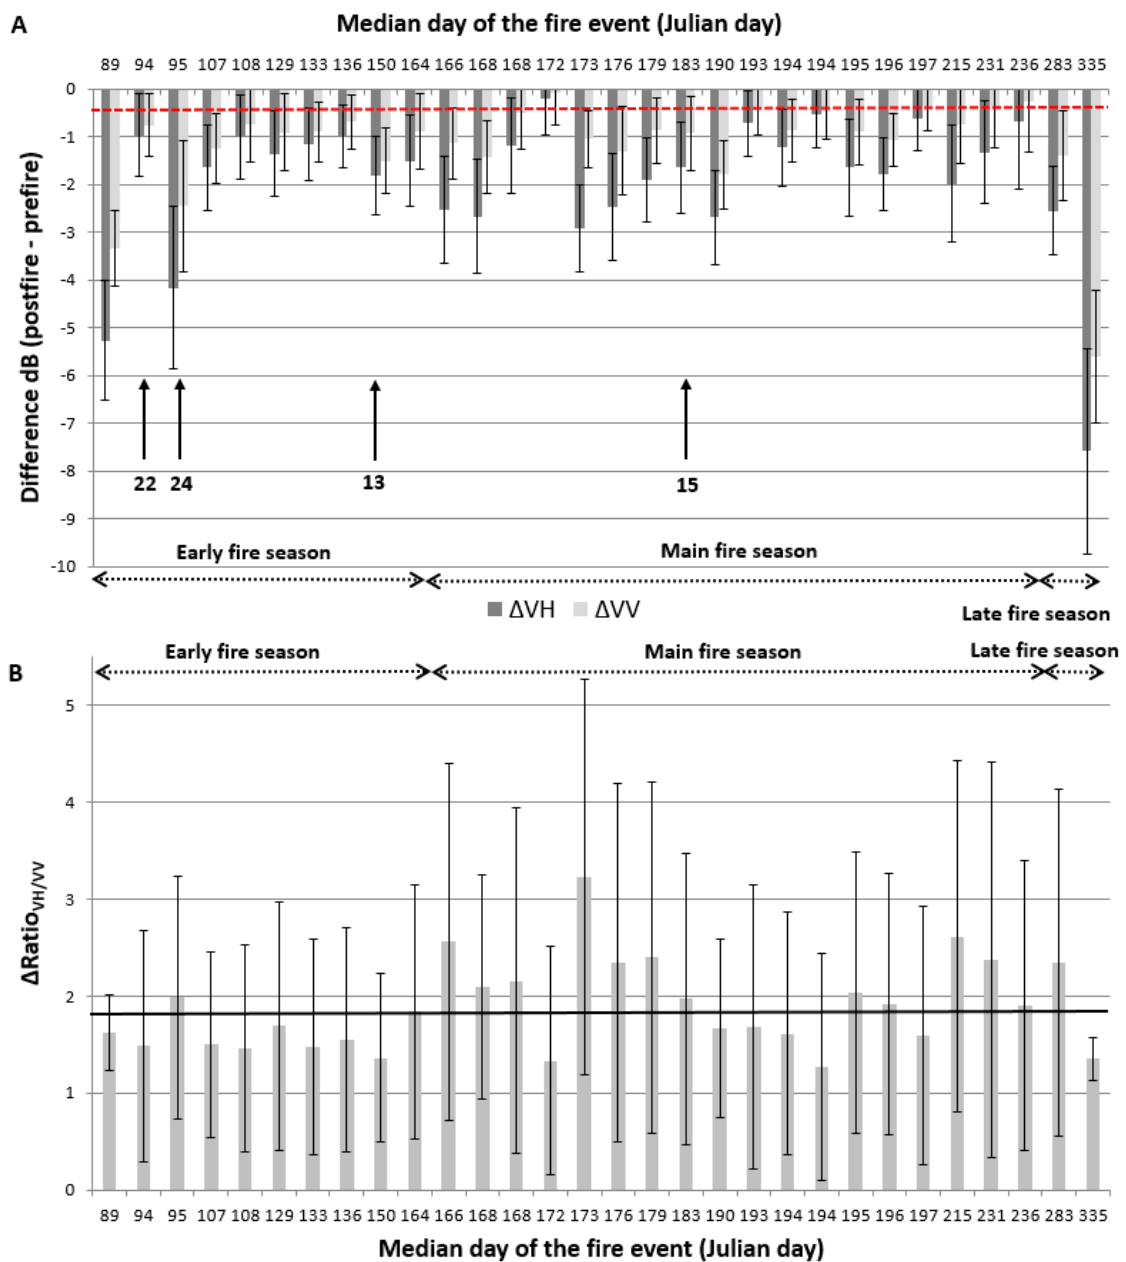 A
Median day of the fire event (Julian day)
89 94 95 107 108 129 133 136 150 164 166 168 168 172 173 176 179 183 190 193 194 194 195 196 197 215 231 236 283 335
0
-1
-2
-3
-4
-5
-6
-7
-8
-9
-10
Difference dB (postfire - prefire)
22 24 13 15
Early fire season Main fire season
Late fire season
ΔVH ΔVV
B
Early fire season Main fire season Late fire season
5
4
3
2
1
0
ΔRatioVH/VV
89 94 95 107 108 129 133 136 150 164 166 168 168 172 173 176 179 183 190 193 194 194 195 196 197 215 231 236 283 335
Median day of the fire event (Julian day)